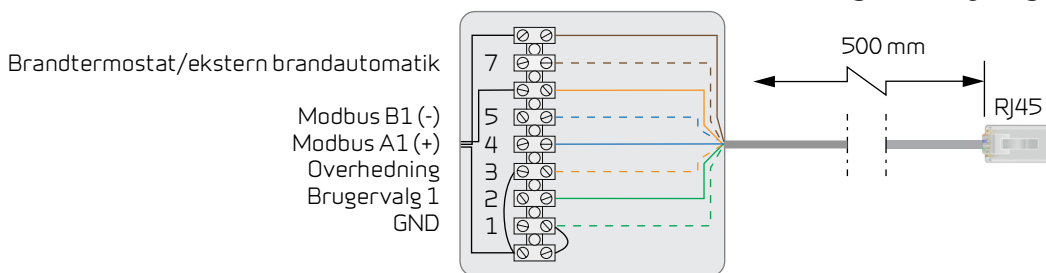 500 mm
Brandtermostat/ekstern brandautomatik 7
RJ45
Modbus B1 (-) 5
Modbus A1 (+) 4
Overhedning 3
Brugervalg 1 2
GND 1